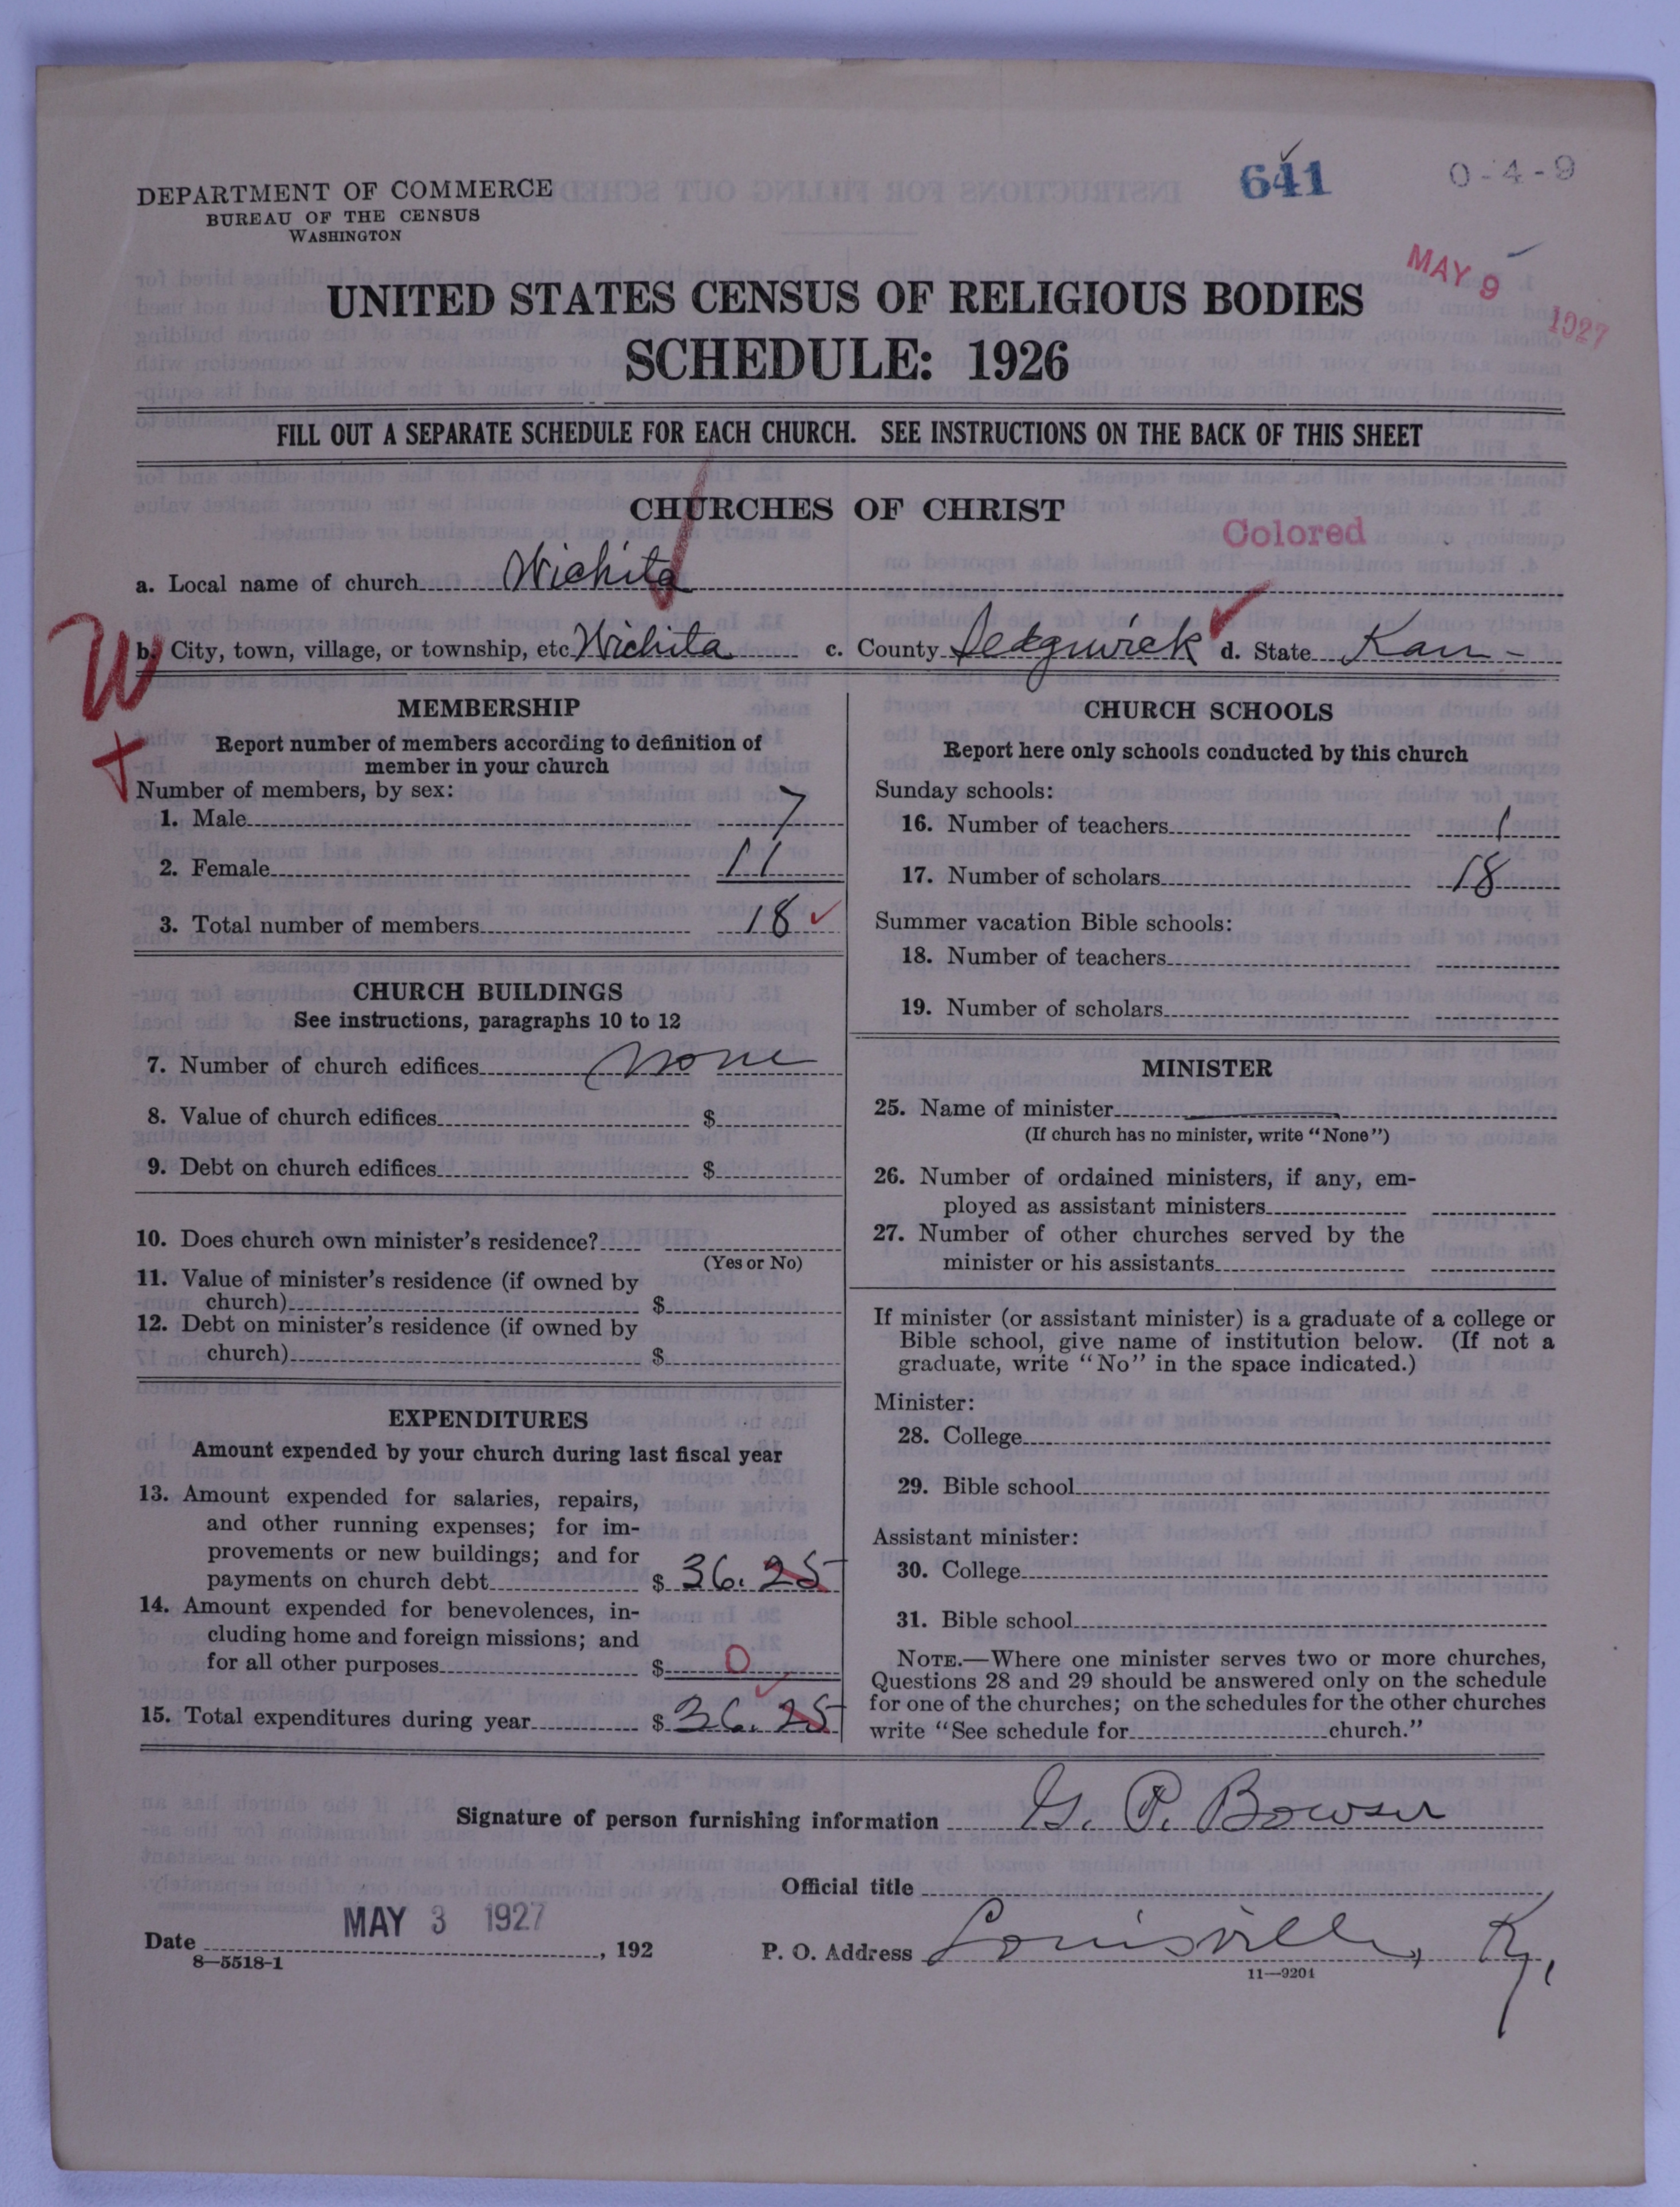 641
0-4-9
DEPARTMENT OF COMMERCE
BUREAU OF THE CENSUS
WASHINGTON
MAY 9
1927
UNITED STATES CENSUS OF RELIGIOUS BODIES
SCHEDULE: 1926
FILL OUT A SEPARATE SCHEDULE FOR EACH CHURCH. SEE INSTRUCTIONS ON THE BACK OF THIS SHEET
CHURCHES OF CHRIST
Colored
a. Local name of church Wichita
W
b. City, town, village, or township, etc. Wichita c. County Sedgwick d. State Kan-
MEMBERSHIP
Report number of members according to definition of
member in your church
Number of members, by sex:
1. Male 7
2. Female 11
3. Total number of members 18
CHURCH BUILDINGS
See instructions, paragraphs 10 to 12
7. Number of church edifices none
8. Value of church edifices $
9. Debt on church edifices $
10. Does church own minister's residence?
(Yes or No)
11. Value of minister's residence (if owned by
church) $
12. Debt on minister's residence (if owned by
church) $
EXPENDITURES
Amount expended by your church during last fiscal year
13. Amount expended for salaries, repairs,
and other running expenses; for im-
provements or new buildings; and for
payments on church debt $ 36.25
14. Amount expended for benevolences, in-
cluding home and foreign missions; and
for all other purposes $ 0
15. Total expenditures during year $ 36.25
CHURCH SCHOOLS
Report here only schools conducted by this church
Sunday schools:
16. Number of teachers 1
17. Number of scholars 18
Summer vacation Bible schools:
18. Number of teachers
19. Number of scholars
MINISTER
25. Name of minister
(If church has no minister, write "None")
26. Number of ordained ministers, if any, em-
ployed as assistant ministers
27. Number of other churches served by the
minister or his assistants
If minister (or assistant minister) is a graduate of a college or
Bible school, give name of institution below. (If not a
graduate, write "No" in the space indicated.)
Minister:
28. College
29. Bible school
Assistant minister:
30. College
31. Bible school
NOTE.—Where one minister serves two or more churches,
Questions 28 and 29 should be answered only on the schedule
for one of the churches; on the schedules for the other churches
write "See schedule for church."
Signature of person furnishing information G. P. Bowser
Official title
Date MAY 3 1927, 192
P. O. Address Louisville, Ky,
8—5518-1
11—9204